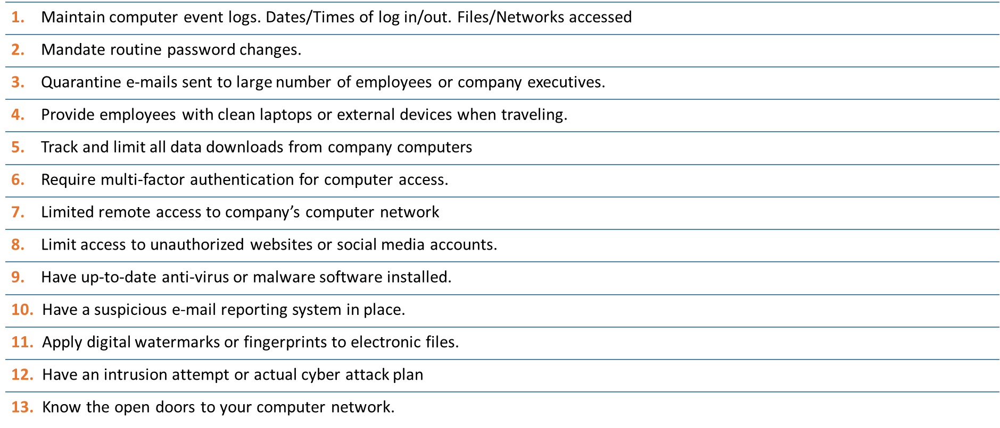 1. Maintain computer event logs. Dates/Times of log in/out. Files/Networks accessed
2. Mandate routine password changes.
3. Quarantine e-mails sent to large number of employees or company executives.
4. Provide employees with clean laptops or external devices when traveling.
5. Track and limit all data downloads from company computers
6. Require multi-factor authentication for computer access.
7. Limited remote access to company’s computer network
8. Limit access to unauthorized websites or social media accounts.
9. Have up-to-date anti-virus or malware software installed.
10. Have a suspicious e-mail reporting system in place.
11. Apply digital watermarks or fingerprints to electronic files.
12. Have an intrusion attempt or actual cyber attack plan
13. Know the open doors to your computer network.